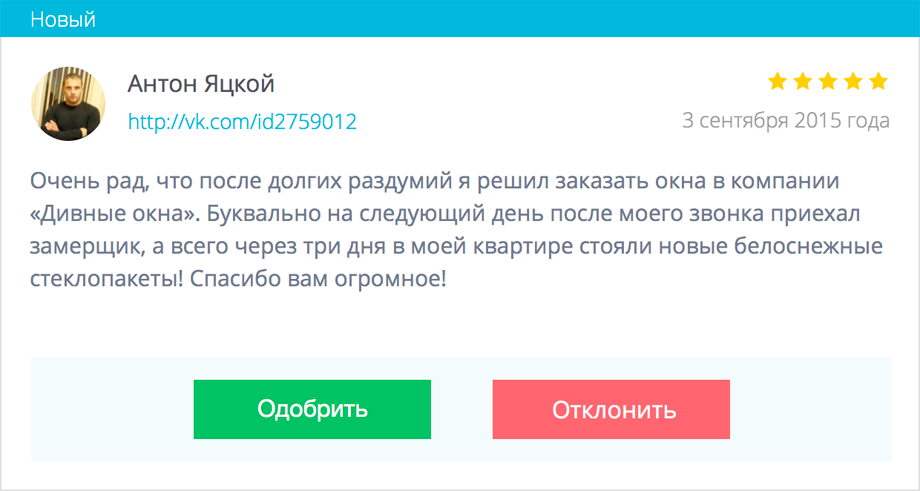 Новый
Антон Яцкой
http://vk.com/id2759012
3 сентября 2015 года
Очень рад, что после долгих раздумий я решил заказать окна в компании
«Дивные окна». Буквально на следующий день после моего звонка приехал
замерщик, а всего через три дня в моей квартире стояли новые белоснежные
стеклопакеты! Спасибо вам огромное!
Одобрить
Отклонить